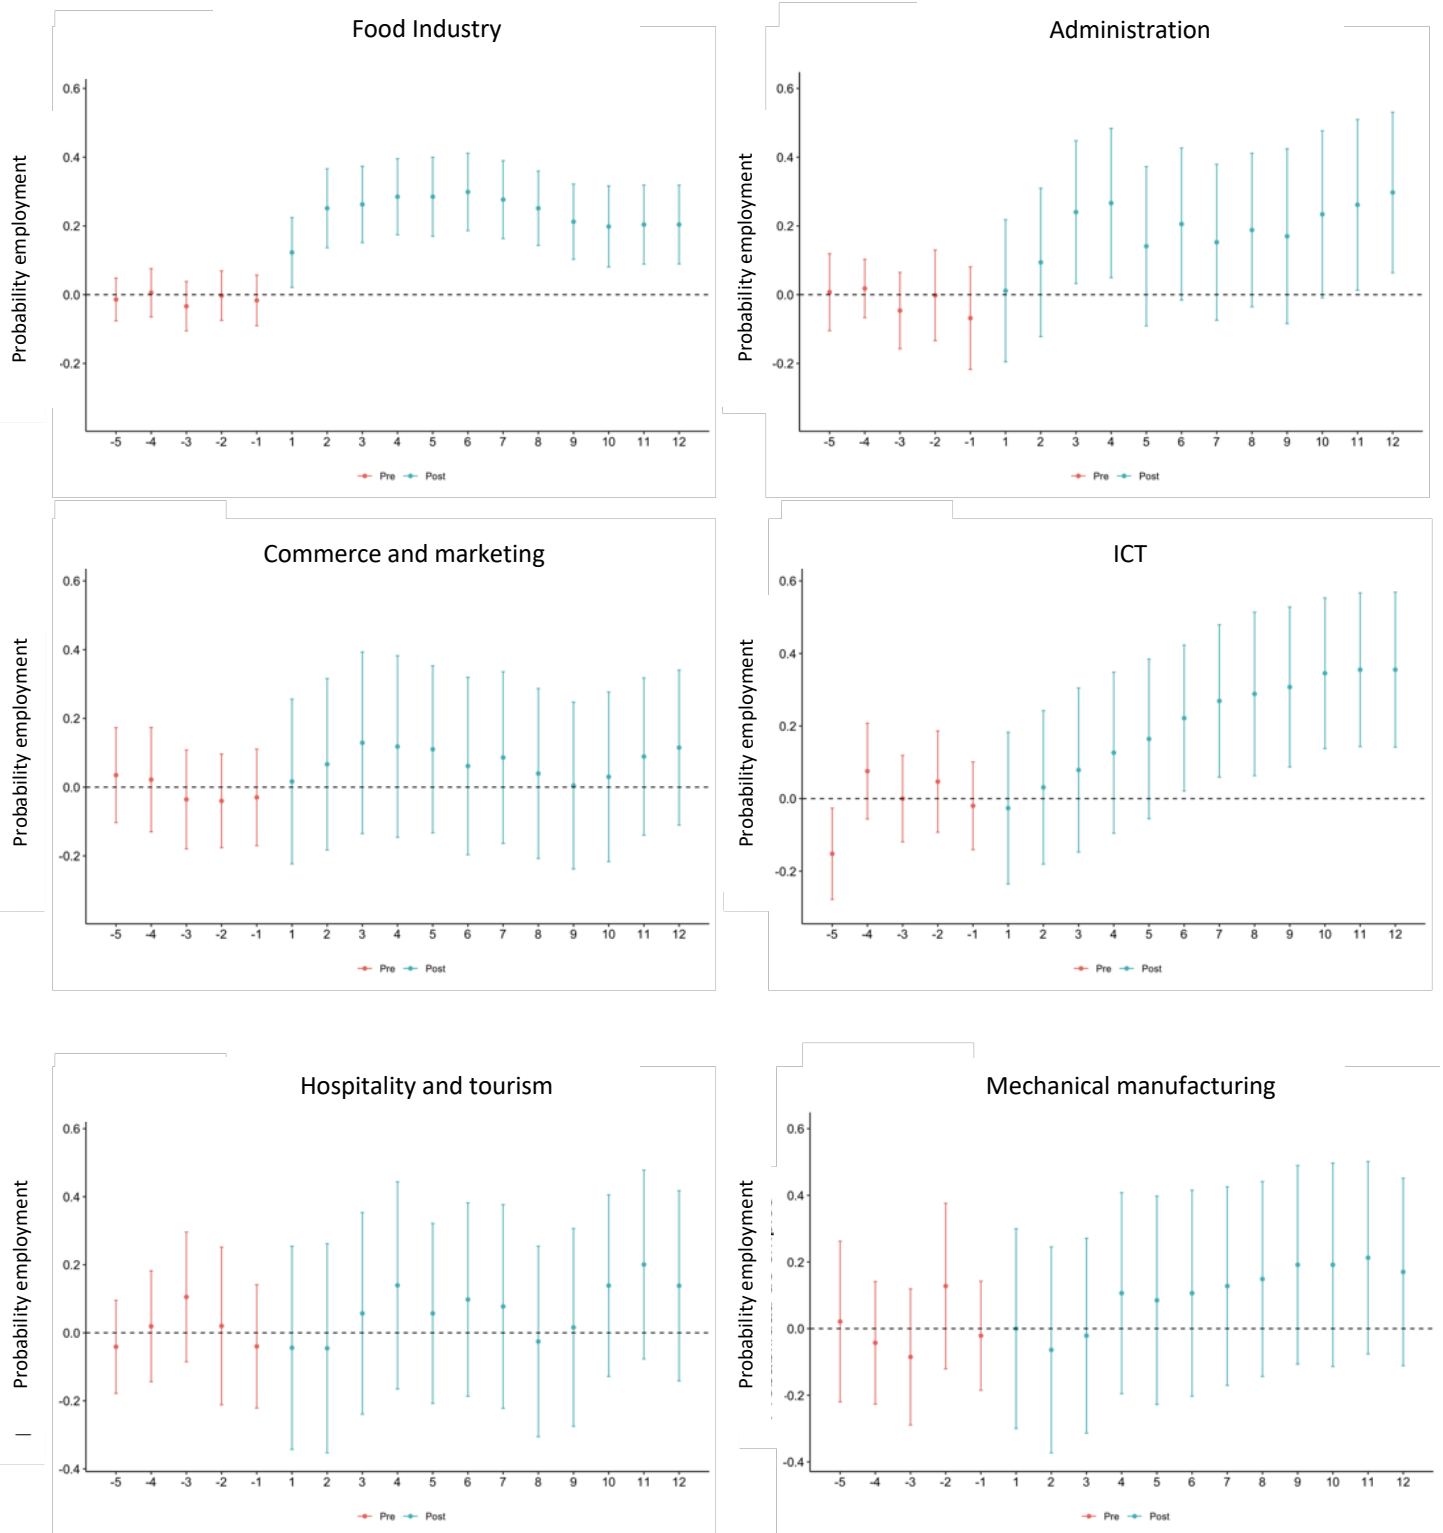 Food Industry
Probability employment
0.6
0.4
0.2
0.0
-0.2
-5 -4 -3 -2 -1 1 2 3 4 5 6 7 8 9 10 11 12
Pre Post
Administration
Probability employment
0.6
0.4
0.2
0.0
-0.2
-5 -4 -3 -2 -1 1 2 3 4 5 6 7 8 9 10 11 12
Pre Post
Commerce and marketing
Probability employment
0.6
0.4
0.2
0.0
-0.2
-5 -4 -3 -2 -1 1 2 3 4 5 6 7 8 9 10 11 12
Pre Post
ICT
Probability employment
0.6
0.4
0.2
0.0
-0.2
-5 -4 -3 -2 -1 1 2 3 4 5 6 7 8 9 10 11 12
Pre Post
Hospitality and tourism
Probability employment
0.6
0.4
0.2
0.0
-0.2
-0.4
-5 -4 -3 -2 -1 1 2 3 4 5 6 7 8 9 10 11 12
Pre Post
Mechanical manufacturing
Probability employment
0.6
0.4
0.2
0.0
-0.2
-0.4
-5 -4 -3 -2 -1 1 2 3 4 5 6 7 8 9 10 11 12
Pre Post